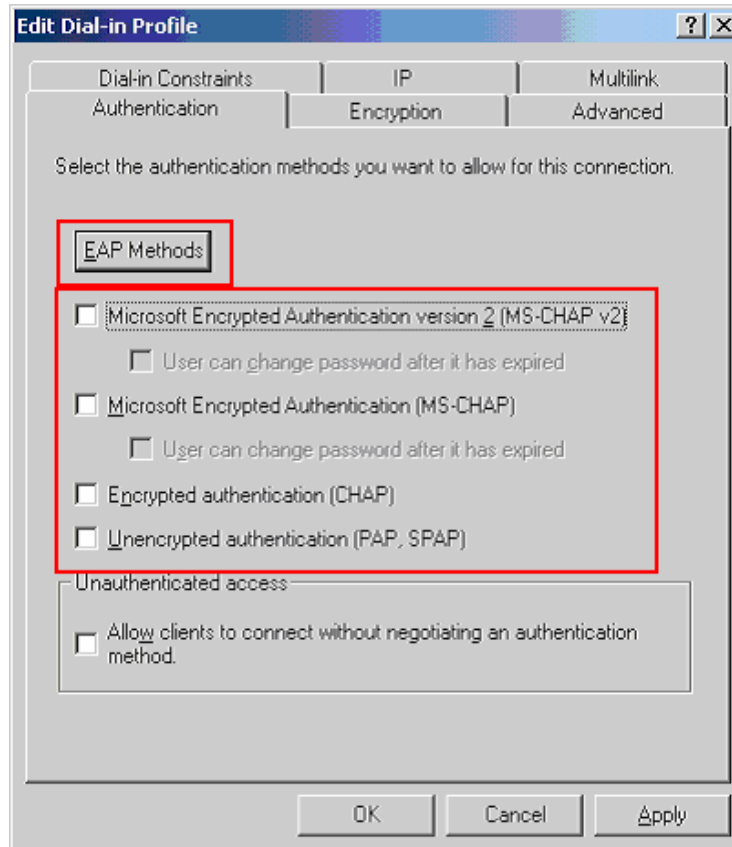 Edit Dial-in Profile
Dial-in Constraints
IP
Multilink
Authentication
Encryption
Advanced
Select the authentication methods you want to allow for this connection.
EAP Methods
Microsoft Encrypted Authentication version 2 (MS-CHAP v2)
User can change password after it has expired
Microsoft Encrypted Authentication (MS-CHAP)
User can change password after it has expired
Encrypted authentication (CHAP)
Unencrypted authentication (PAP, SPAP)
Unauthenticated access
Allow clients to connect without negotiating an authentication
method.
OK
Cancel
Apply